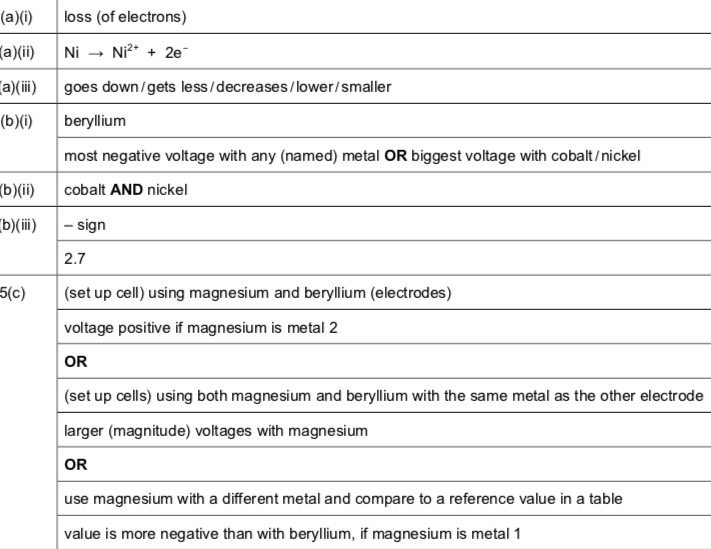 (a)(i) loss (of electrons)
(a)(ii) Ni → Ni²⁺ + 2e⁻
(a)(iii) goes down/gets less/decreases/lower/smaller
(b)(i) beryllium
most negative voltage with any (named) metal OR biggest voltage with cobalt/nickel
(b)(ii) cobalt AND nickel
(b)(iii) – sign
2.7
5(c) (set up cell) using magnesium and beryllium (electrodes)
voltage positive if magnesium is metal 2
OR
(set up cells) using both magnesium and beryllium with the same metal as the other electrode
larger (magnitude) voltages with magnesium
OR
use magnesium with a different metal and compare to a reference value in a table
value is more negative than with beryllium, if magnesium is metal 1